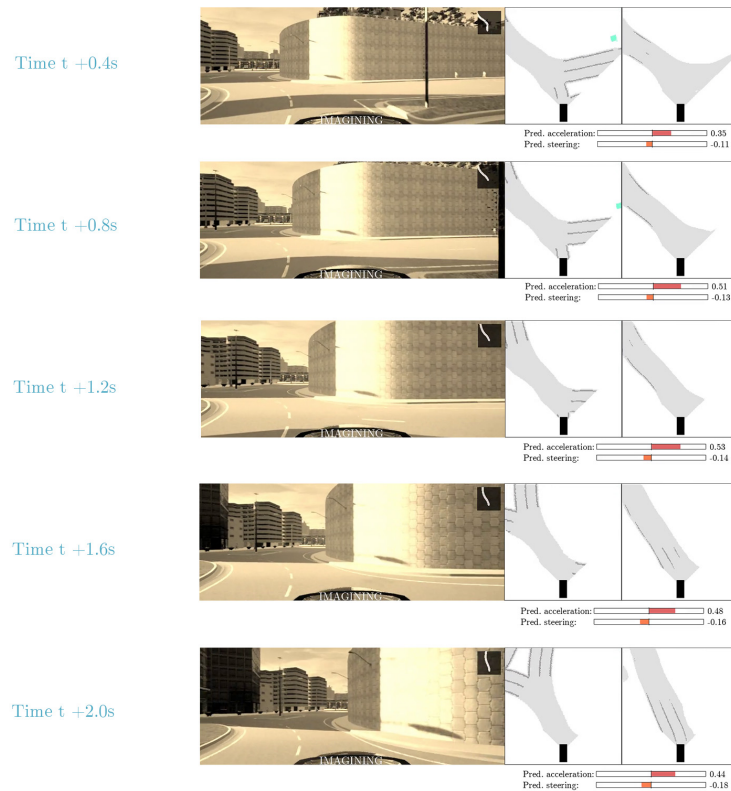 Time t +0.4s
IMAGINING
Pred. acceleration: 0.35
Pred. steering: -0.11
Time t +0.8s
IMAGINING
Pred. acceleration: 0.51
Pred. steering: -0.13
Time t +1.2s
IMAGINING
Pred. acceleration: 0.53
Pred. steering: -0.14
Time t +1.6s
IMAGINING
Pred. acceleration: 0.48
Pred. steering: -0.16
Time t +2.0s
IMAGINING
Pred. acceleration: 0.44
Pred. steering: -0.18